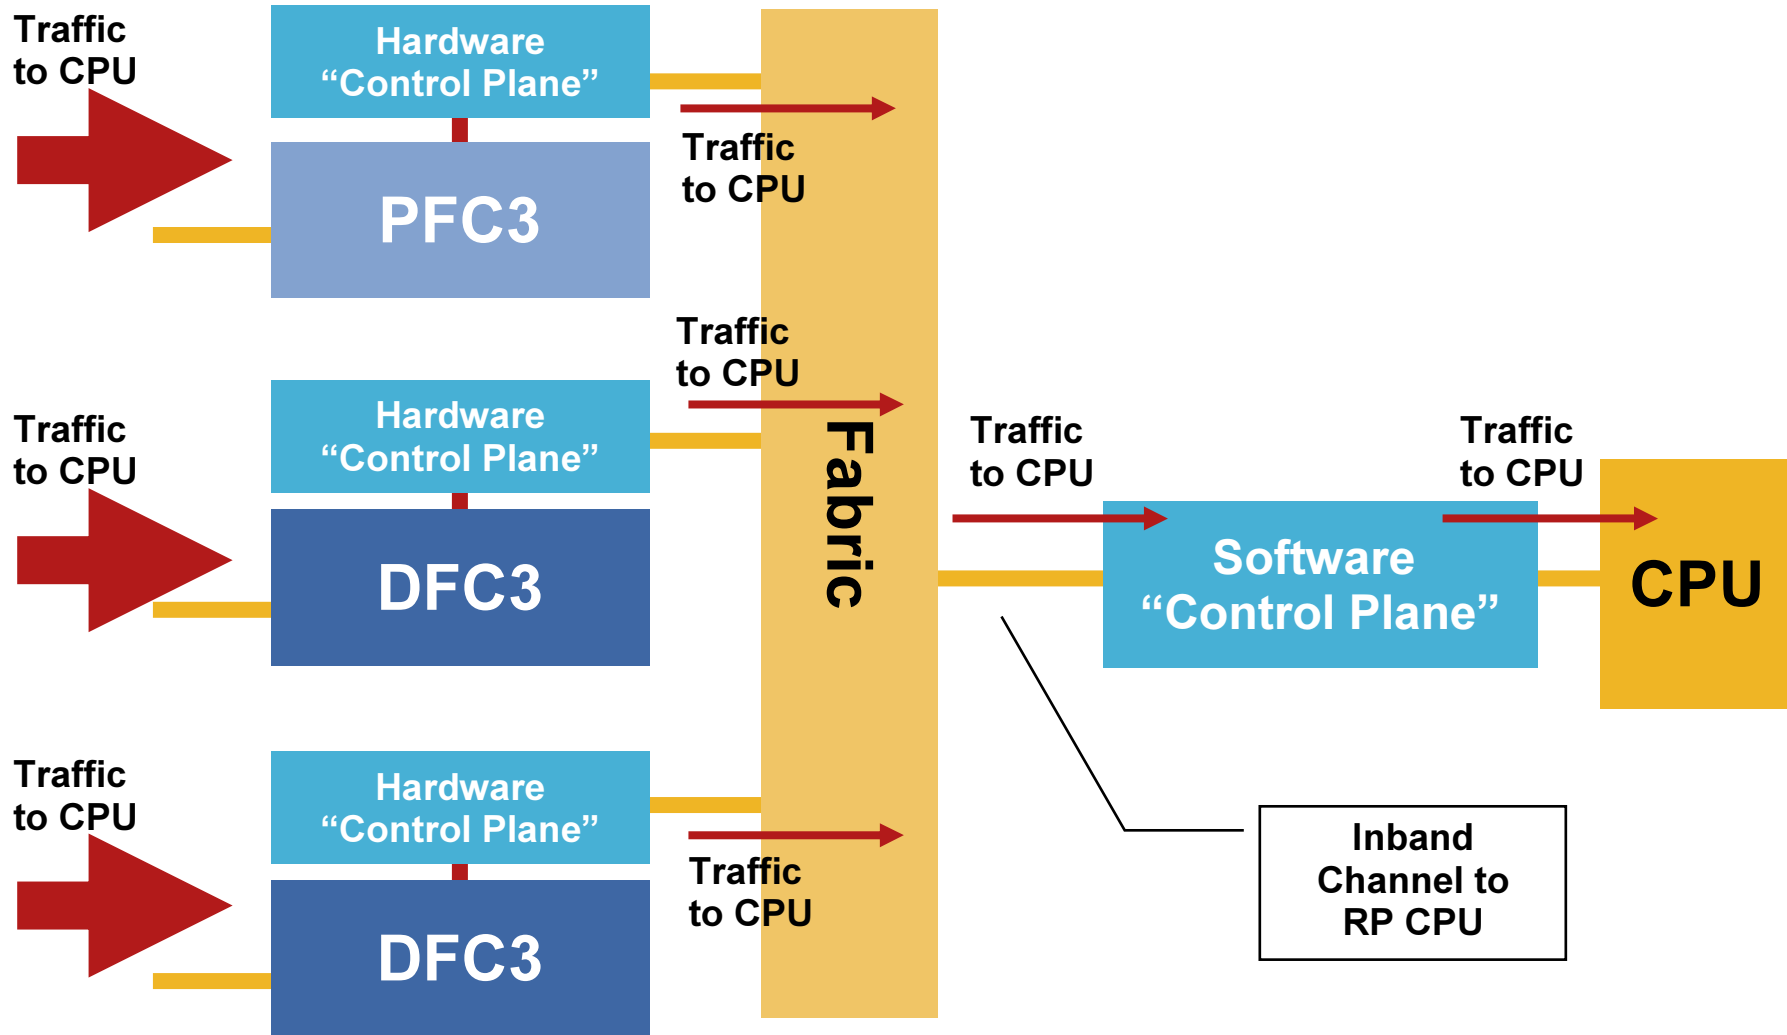 Traffic
to CPU
Hardware
“Control Plane”
PFC3
Traffic
to CPU
Traffic
to CPU
Hardware
“Control Plane”
DFC3
Traffic
to CPU
Fabric
Traffic
to CPU
Software
“Control Plane”
Traffic
to CPU
CPU
Traffic
to CPU
Hardware
“Control Plane”
DFC3
Traffic
to CPU
Inband
Channel to
RP CPU